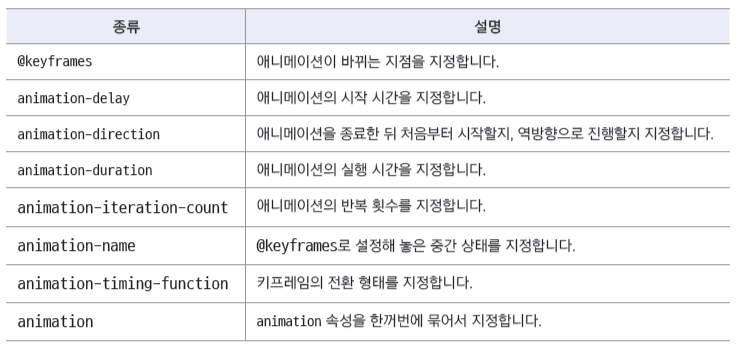 종류 설명
@keyframes 애니메이션이 바뀌는 지점을 지정합니다.
animation-delay 애니메이션의 시작 시간을 지정합니다.
animation-direction 애니메이션을 종료한 뒤 처음부터 시작할지, 역방향으로 진행할지 지정합니다.
animation-duration 애니메이션의 실행 시간을 지정합니다.
animation-iteration-count 애니메이션의 반복 횟수를 지정합니다.
animation-name @keyframes로 설정해 놓은 중간 상태를 지정합니다.
animation-timing-function 키프레임의 전환 형태를 지정합니다.
animation animation 속성을 한꺼번에 묶어서 지정합니다.